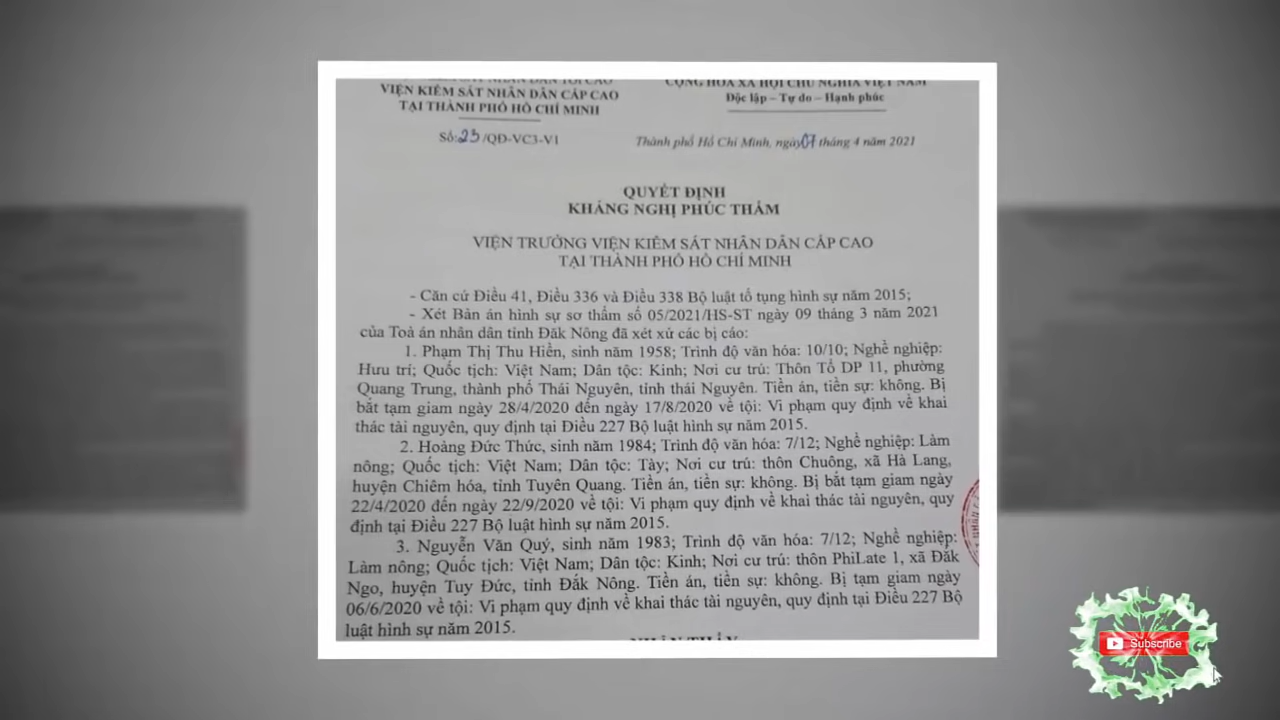 VIỆN KIỂM SÁT NHÂN DÂN TỐI CAO
VIỆN KIỂM SÁT NHÂN DÂN CẤP CAO
TẠI THÀNH PHỐ HỒ CHÍ MINH
Số: 23/QĐ-VC3-V1
CỘNG HÒA XÃ HỘI CHỦ NGHĨA VIỆT NAM
Độc lập – Tự do – Hạnh phúc
Thành phố Hồ Chí Minh, ngày 07 tháng 4 năm 2021
QUYẾT ĐỊNH
KHÁNG NGHỊ PHÚC THẨM
VIỆN TRƯỞNG VIỆN KIỂM SÁT NHÂN DÂN CẤP CAO
TẠI THÀNH PHỐ HỒ CHÍ MINH
- Căn cứ Điều 41, Điều 336 và Điều 338 Bộ luật tố tụng hình sự năm 2015;
- Xét Bản án hình sự sơ thẩm số 05/2021/HS-ST ngày 09 tháng 3 năm 2021
của Toà án nhân dân tỉnh Đăk Nông đã xét xử các bị cáo:
1. Phạm Thị Thu Hiền, sinh năm 1958; Trình độ văn hóa: 10/10; Nghề nghiệp:
Hưu trí; Quốc tịch: Việt Nam; Dân tộc: Kinh; Nơi cư trú: Thôn Tổ DP 11, phường
Quang Trung, thành phố Thái Nguyên, tỉnh thái Nguyên. Tiền án, tiền sự: không. Bị
bắt tạm giam ngày 28/4/2020 đến ngày 17/8/2020 về tội: Vi phạm quy định về khai
thác tài nguyên, quy định tại Điều 227 Bộ luật hình sự năm 2015.
2. Hoàng Đức Thức, sinh năm 1984; Trình độ văn hóa: 7/12; Nghề nghiệp: Làm
nông; Quốc tịch: Việt Nam; Dân tộc: Tày; Nơi cư trú: thôn Chuông, xã Hà Lang,
huyện Chiêm hóa, tỉnh Tuyên Quang. Tiền án, tiền sự: không. Bị bắt tạm giam ngày
22/4/2020 đến ngày 22/9/2020 về tội: Vi phạm quy định về khai thác tài nguyên, quy
định tại Điều 227 Bộ luật hình sự năm 2015.
3. Nguyễn Văn Quý, sinh năm 1983; Trình độ văn hóa: 7/12; Nghề nghiệp:
Làm nông; Quốc tịch: Việt Nam; Dân tộc: Kinh; Nơi cư trú: thôn PhiLate 1, xã Đăk
Ngo, huyện Tuy Đức, tỉnh Đắk Nông. Tiền án, tiền sự: không. Bị tạm giam ngày
06/6/2020 về tội: Vi phạm quy định về khai thác tài nguyên, quy định tại Điều 227 Bộ
luật hình sự năm 2015.
Subscribe